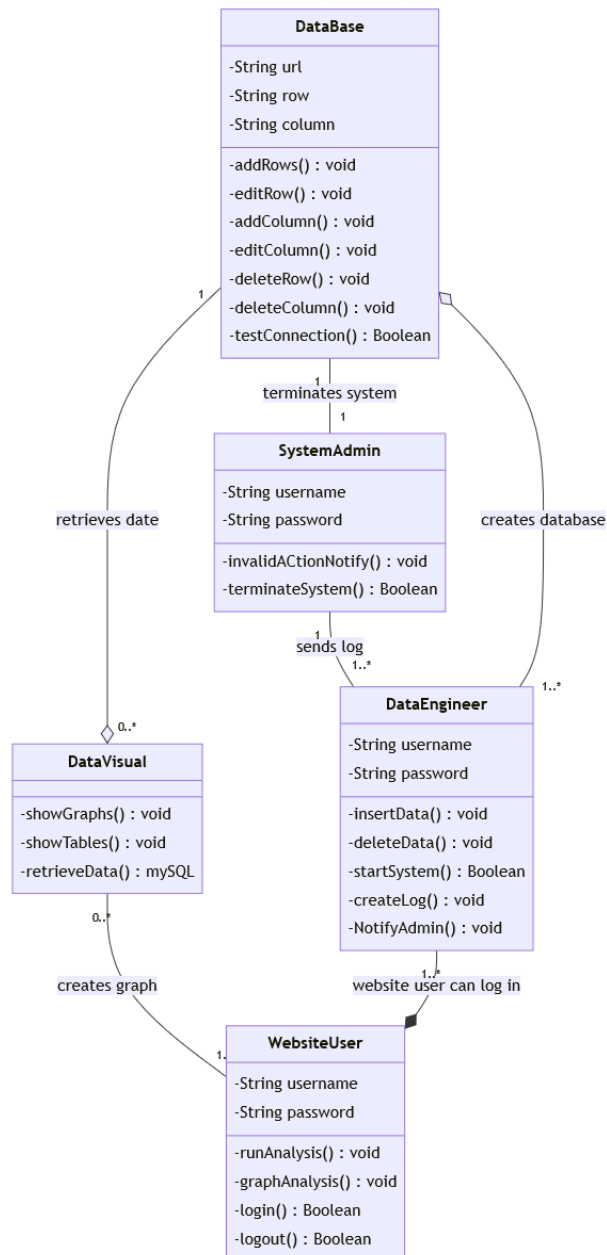 DataBase
-String url
-String row
-String column
-addRows() : void
-editRow() : void
-addColumn() : void
-editColumn() : void
-deleteRow() : void
-deleteColumn() : void
-testConnection() : Boolean
1
1
terminates system
1
SystemAdmin
-String username
-String password
-invalidACtionNotify() : void
-terminateSystem() : Boolean
retrieves date
creates database
1
sends log
1..*
1..*
DataEngineer
-String username
-String password
-insertData() : void
-deleteData() : void
-startSystem() : Boolean
-createLog() : void
-NotifyAdmin() : void
0..*
DataVisual
-showGraphs() : void
-showTables() : void
-retrieveData() : mySQL
0..*
creates graph
1..*
website user can log in
1..
WebsiteUser
-String username
-String password
-runAnalysis() : void
-graphAnalysis() : void
-login() : Boolean
-logout() : Boolean